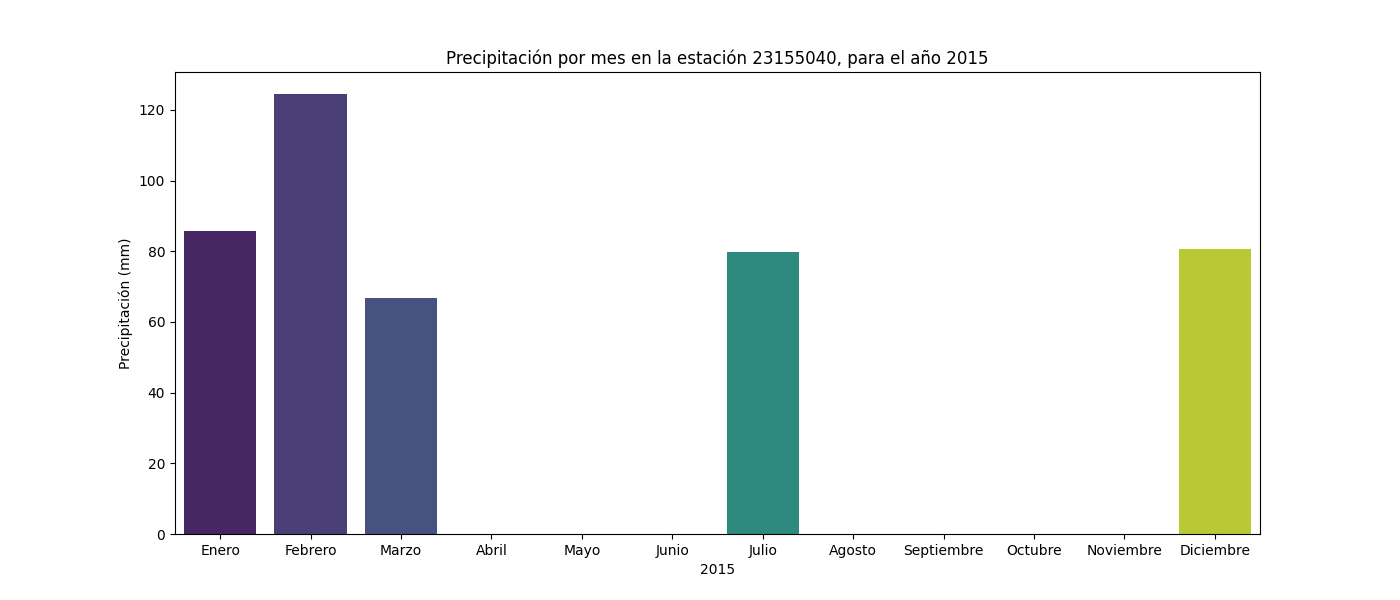 Precipitación por mes en la estación 23155040, para el año 2015
Precipitación (mm)
120
100
80
60
40
20
0
Enero Febrero Marzo Abril Mayo Junio Julio Agosto Septiembre Octubre Noviembre Diciembre
2015